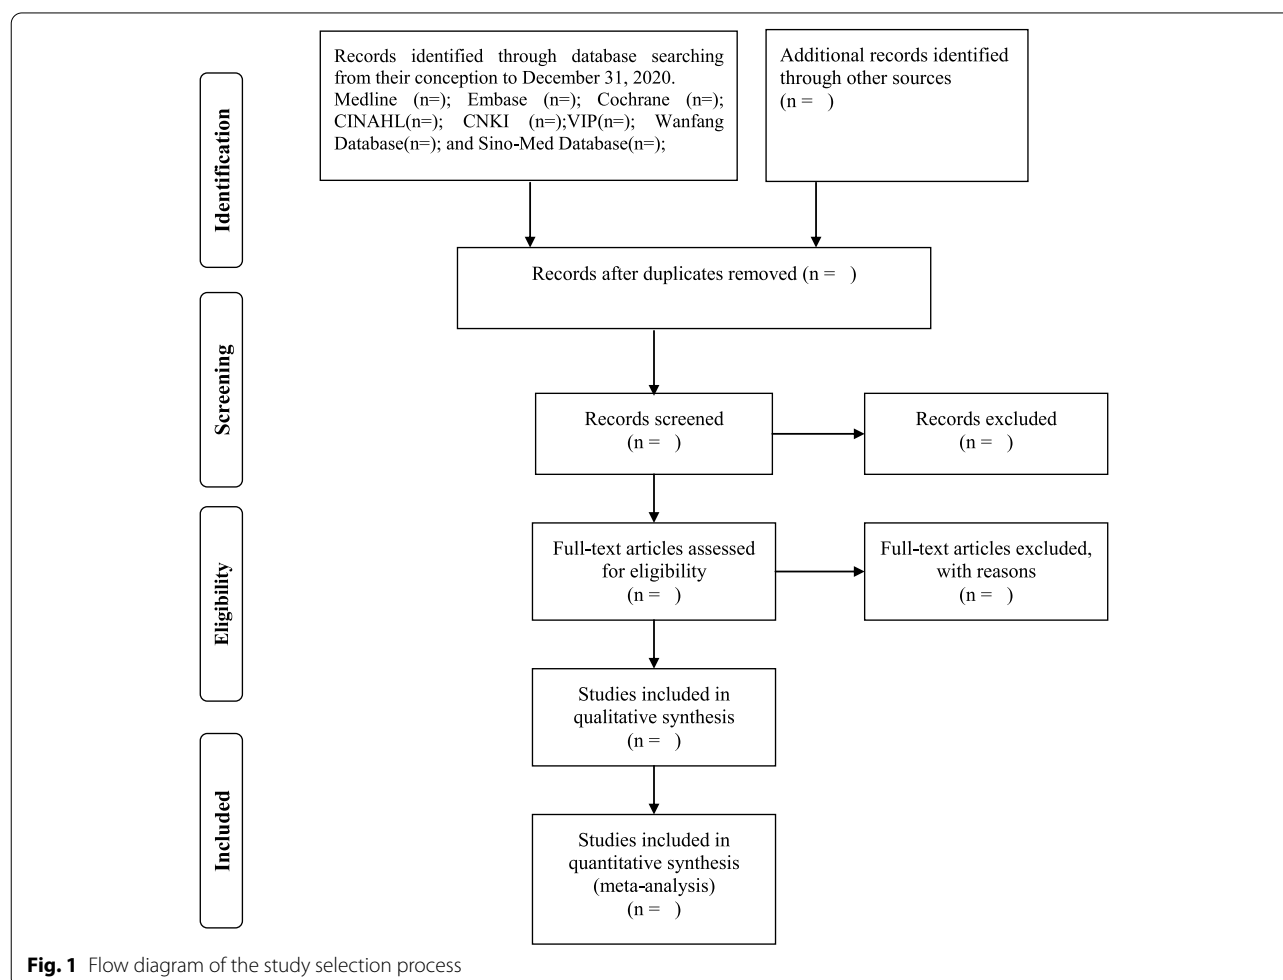 Records identified through database searching
from their conception to December 31, 2020.
Medline (n=); Embase (n=); Cochrane (n=);
CINAHL(n=); CNKI (n=);VIP(n=); Wanfang
Database(n=); and Sino-Med Database(n=);
Additional records identified
through other sources
(n = )
Identification
Records after duplicates removed (n = )
Screening
Records screened
(n = )
Records excluded
(n = )
Eligibility
Full-text articles assessed
for eligibility
(n = )
Full-text articles excluded,
with reasons
(n = )
Studies included in
qualitative synthesis
(n = )
Included
Studies included in
quantitative synthesis
(meta-analysis)
(n = )
Fig. 1 Flow diagram of the study selection process